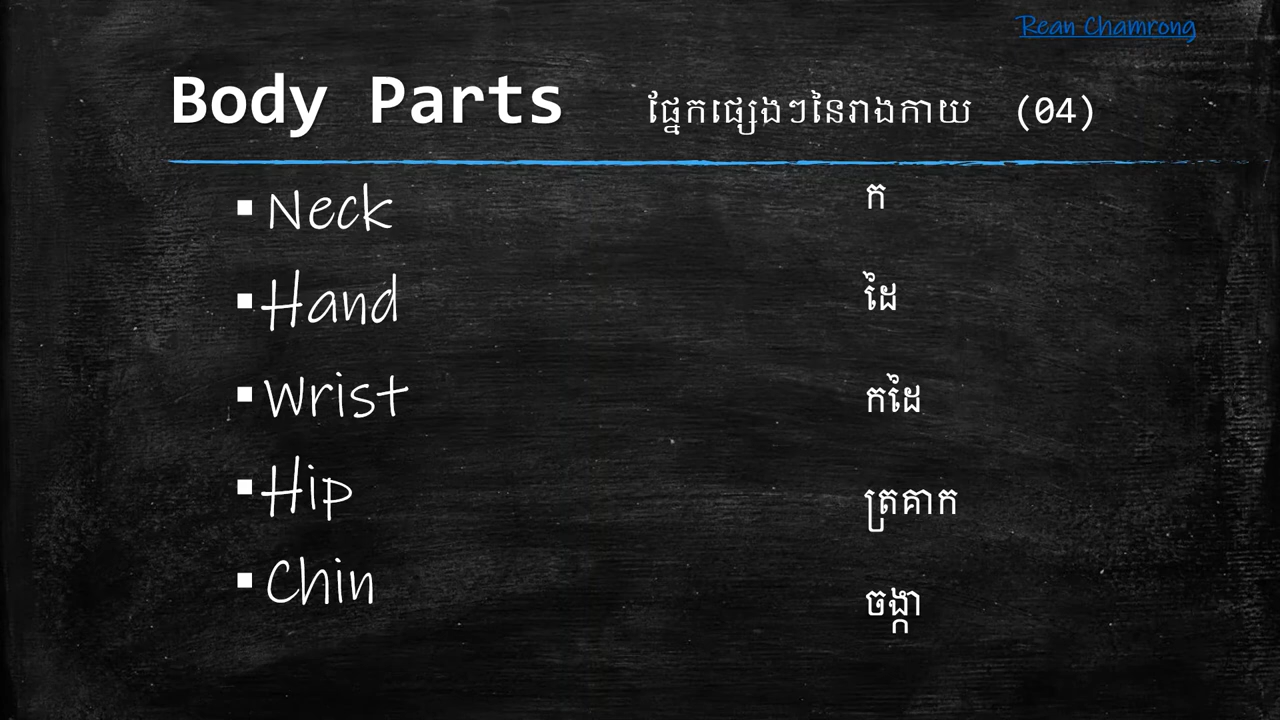 Rean Chamrong
Body Parts ផ្នែកផ្សេងៗនៃរាងកាយ (04)
▪ Neck ក
▪ Hand ដៃ
▪ Wrist កដៃ
▪ Hip ត្រគាក
▪ Chin ចង្កា